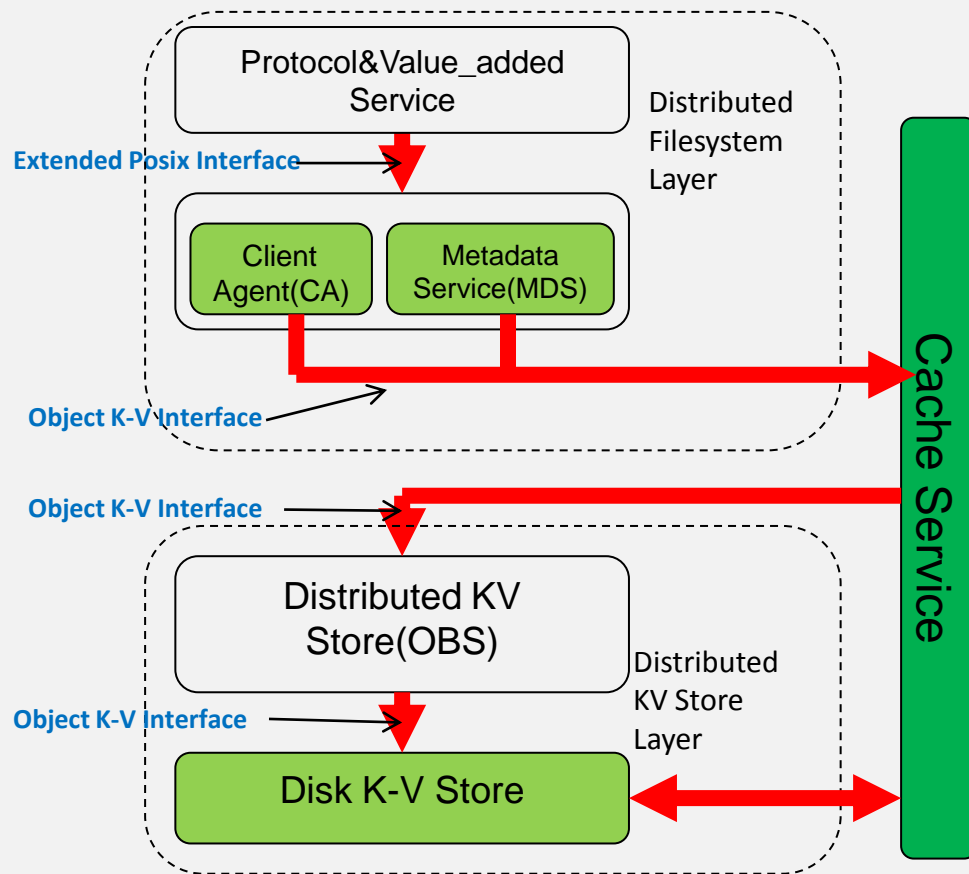 Protocol&Value_added
Service
Distributed
Filesystem
Layer
Extended Posix Interface
Client
Agent(CA)
Metadata
Service(MDS)
Object K-V Interface
Cache Service
Object K-V Interface
Distributed KV
Store(OBS)
Distributed
KV Store
Layer
Object K-V Interface
Disk K-V Store